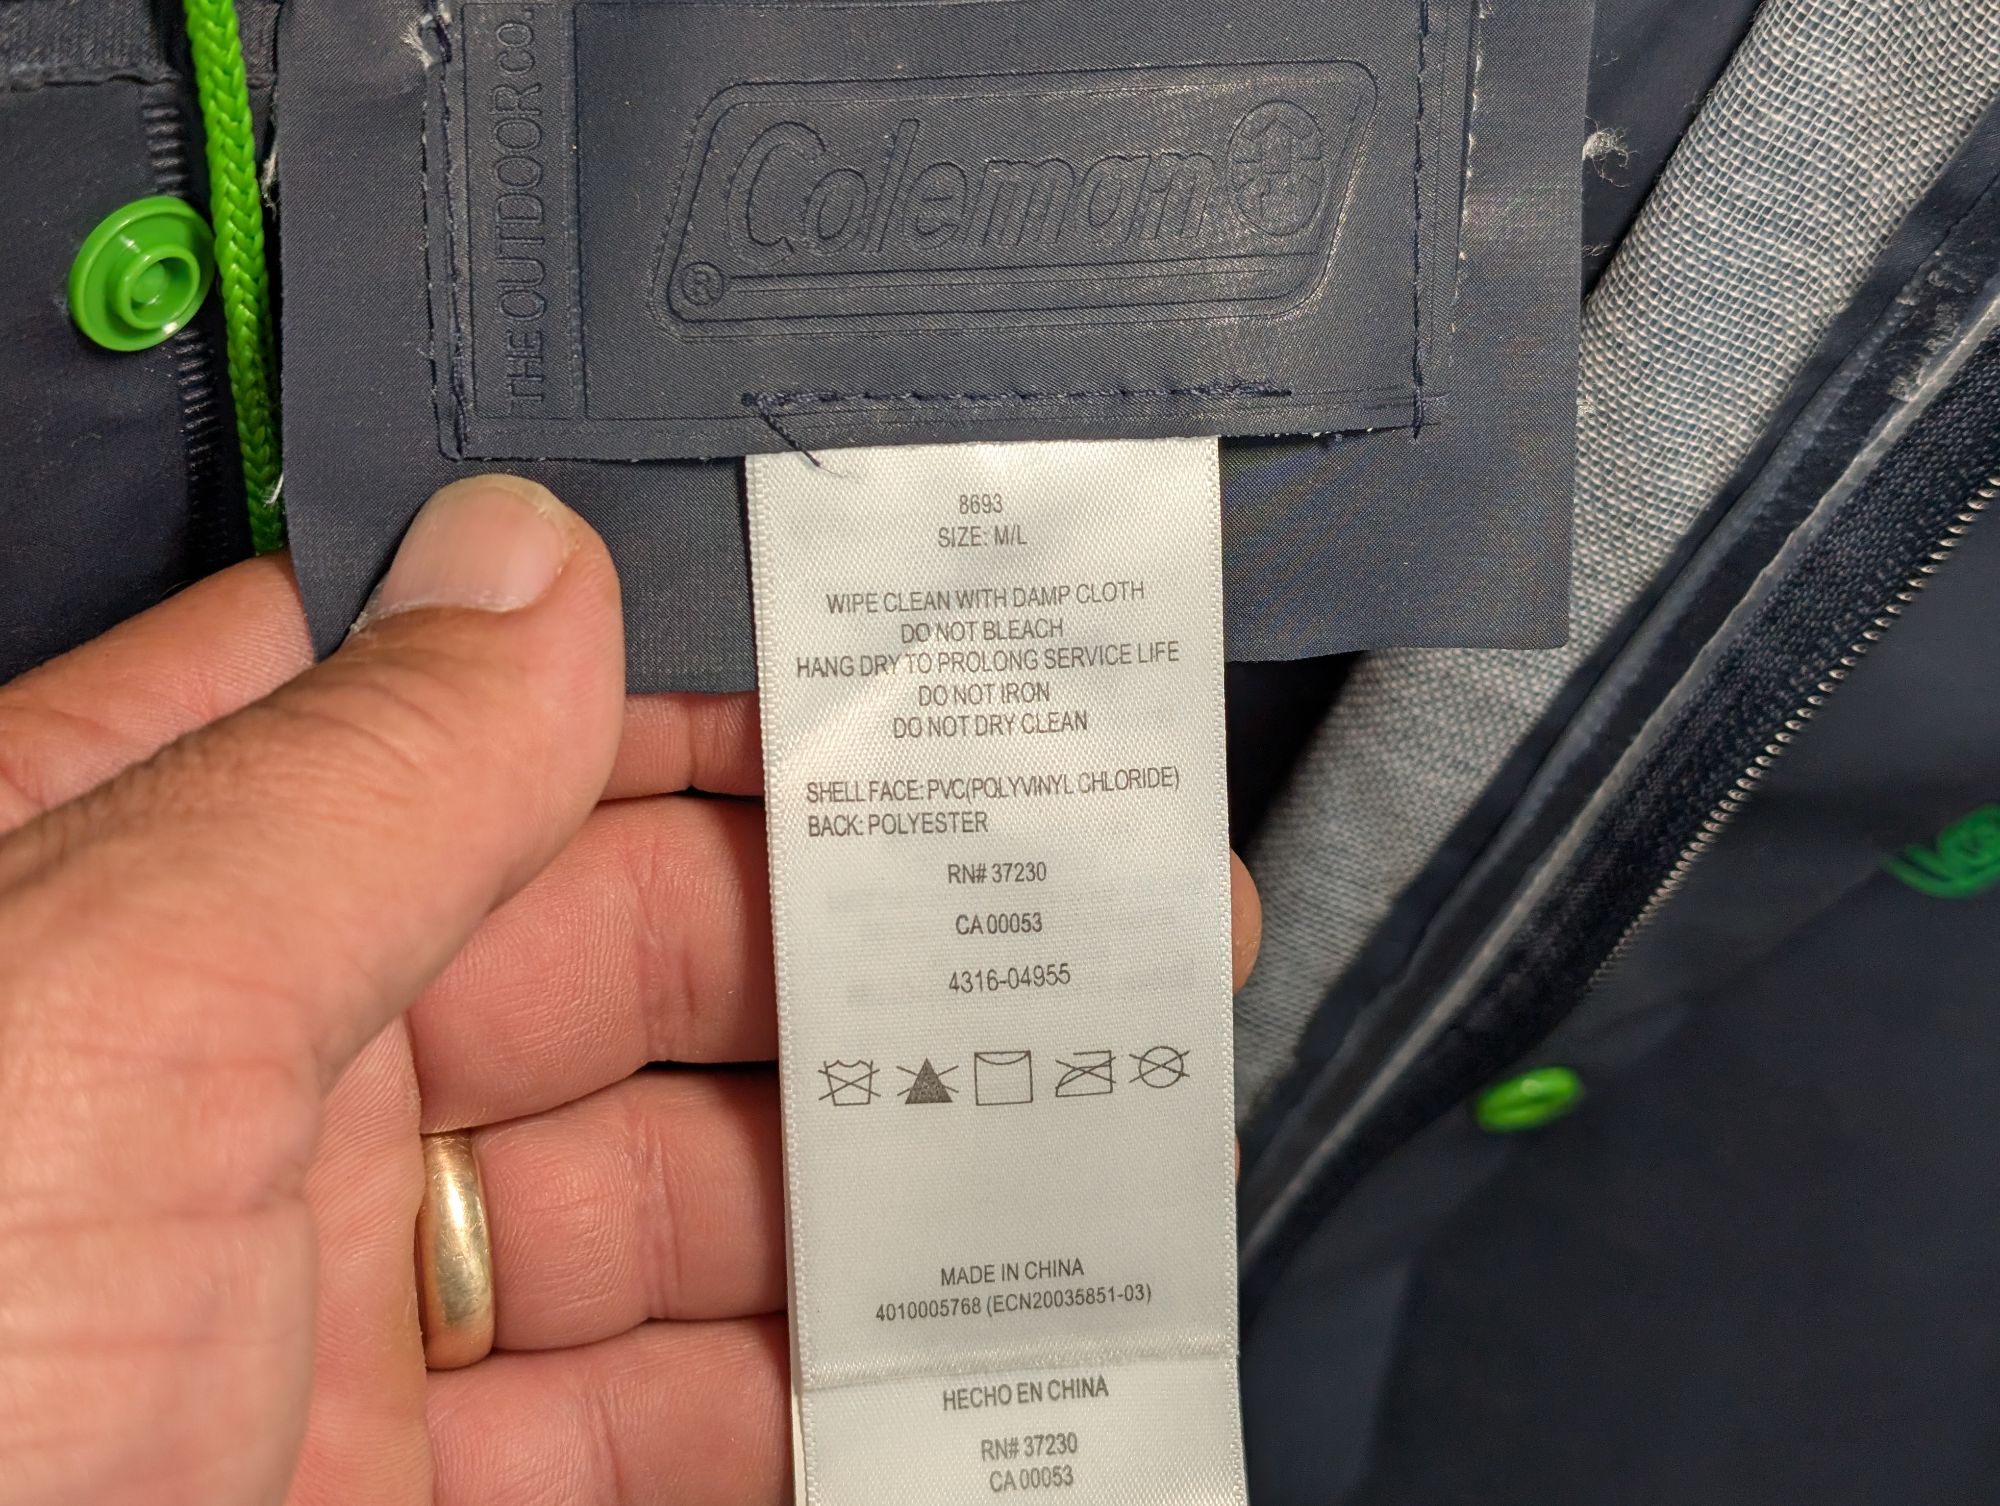 THE OUTDOOR CO.
Coleman
®
8693
SIZE: M/L
WIPE CLEAN WITH DAMP CLOTH
DO NOT BLEACH
HANG DRY TO PROLONG SERVICE LIFE
DO NOT IRON
DO NOT DRY CLEAN
SHELL FACE: PVC(POLYVINYL CHLORIDE)
BACK: POLYESTER
RN# 37230
CA 00053
4316-04955
MADE IN CHINA
4010005768 (ECN20035851-03)
HECHO EN CHINA
RN# 37230
CA 00053